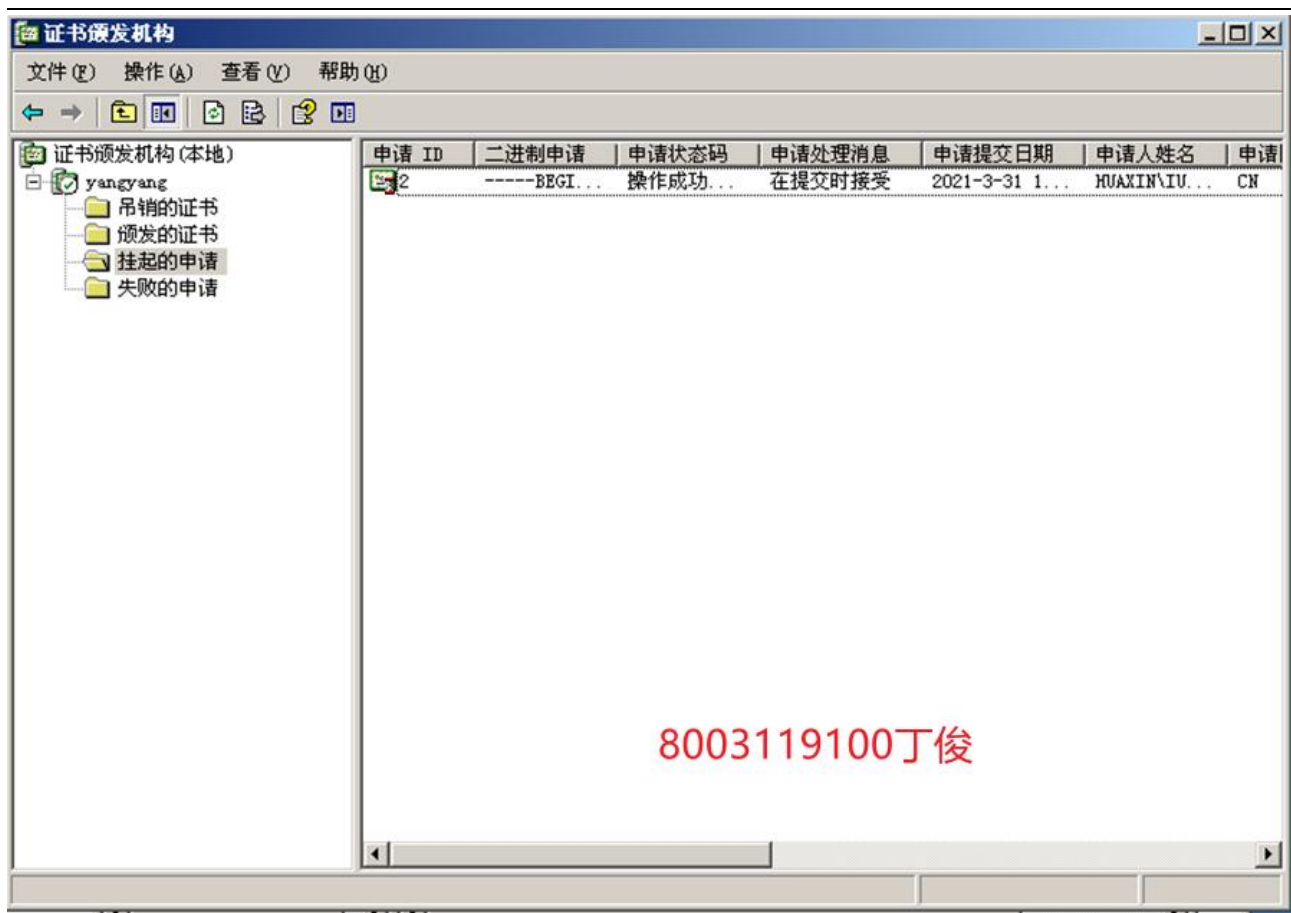 证书颁发机构
文件(F) 操作(A) 查看(V) 帮助(H)
证书颁发机构(本地)
yangyang
吊销的证书
颁发的证书
挂起的申请
失败的申请
申请 ID 二进制申请 申请状态码 申请处理消息 申请提交日期 申请人姓名 申请
2 -----BEGI... 操作成功... 在提交时接受 2021-3-31 1... HUAXIN\IU... CN
8003119100丁俊